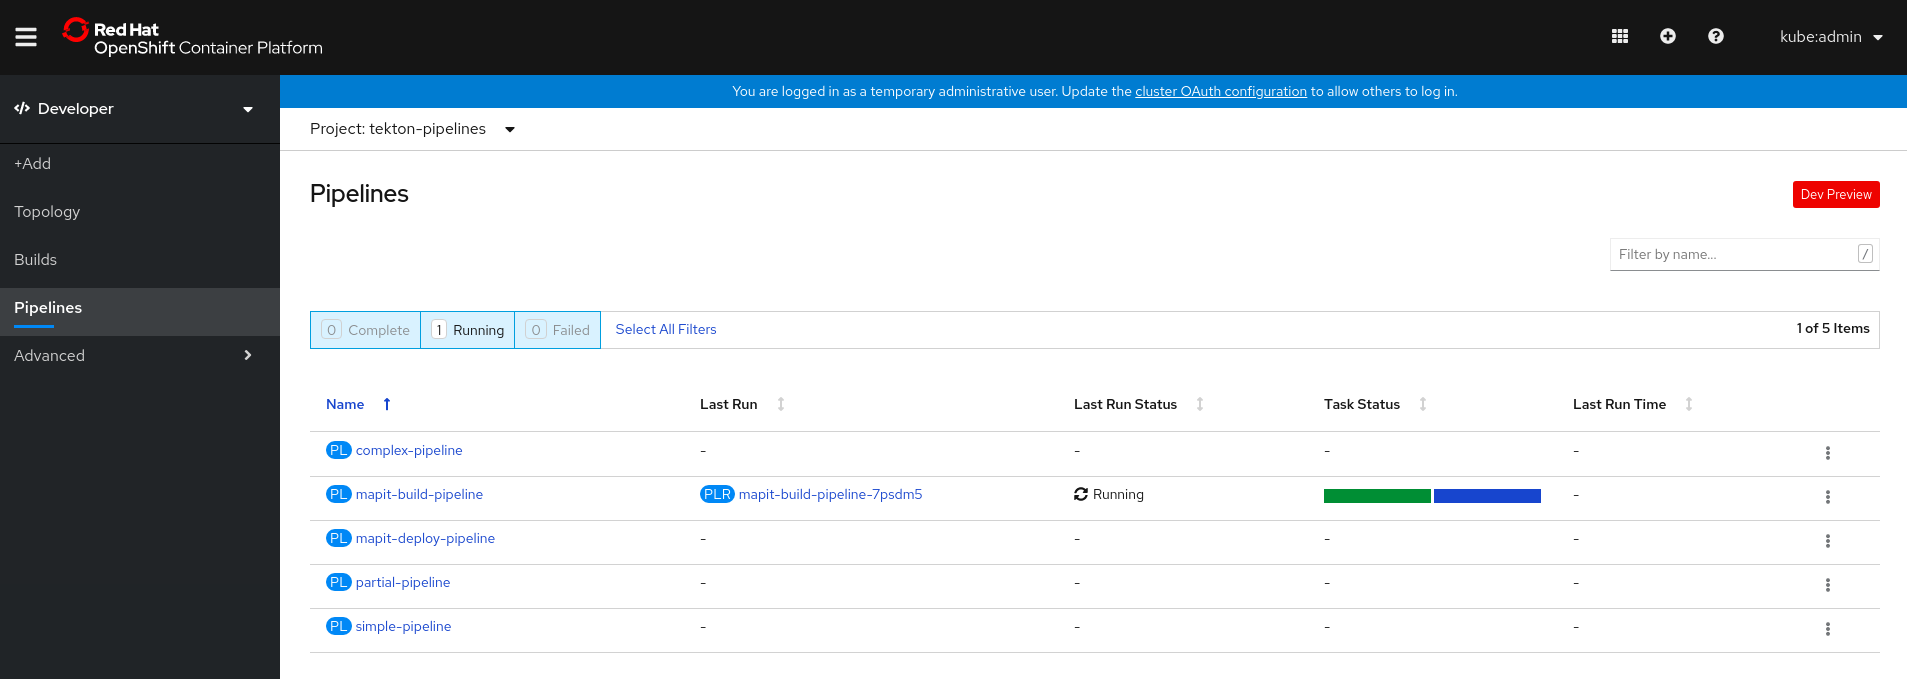 Red Hat
OpenShift Container Platform
kube:admin
Developer
You are logged in as a temporary administrative user. Update the cluster OAuth configuration to allow others to log in.
Project: tekton-pipelines
+Add
Topology
Builds
Pipelines
Advanced
Pipelines
Dev Preview
Filter by name...
/
0 Complete 1 Running 0 Failed Select All Filters 1 of 5 Items
Name Last Run Last Run Status Task Status Last Run Time
PL complex-pipeline - - - -
PL mapit-build-pipeline PLR mapit-build-pipeline-7psdm5 Running -
PL mapit-deploy-pipeline - - - -
PL partial-pipeline - - - -
PL simple-pipeline - - - -